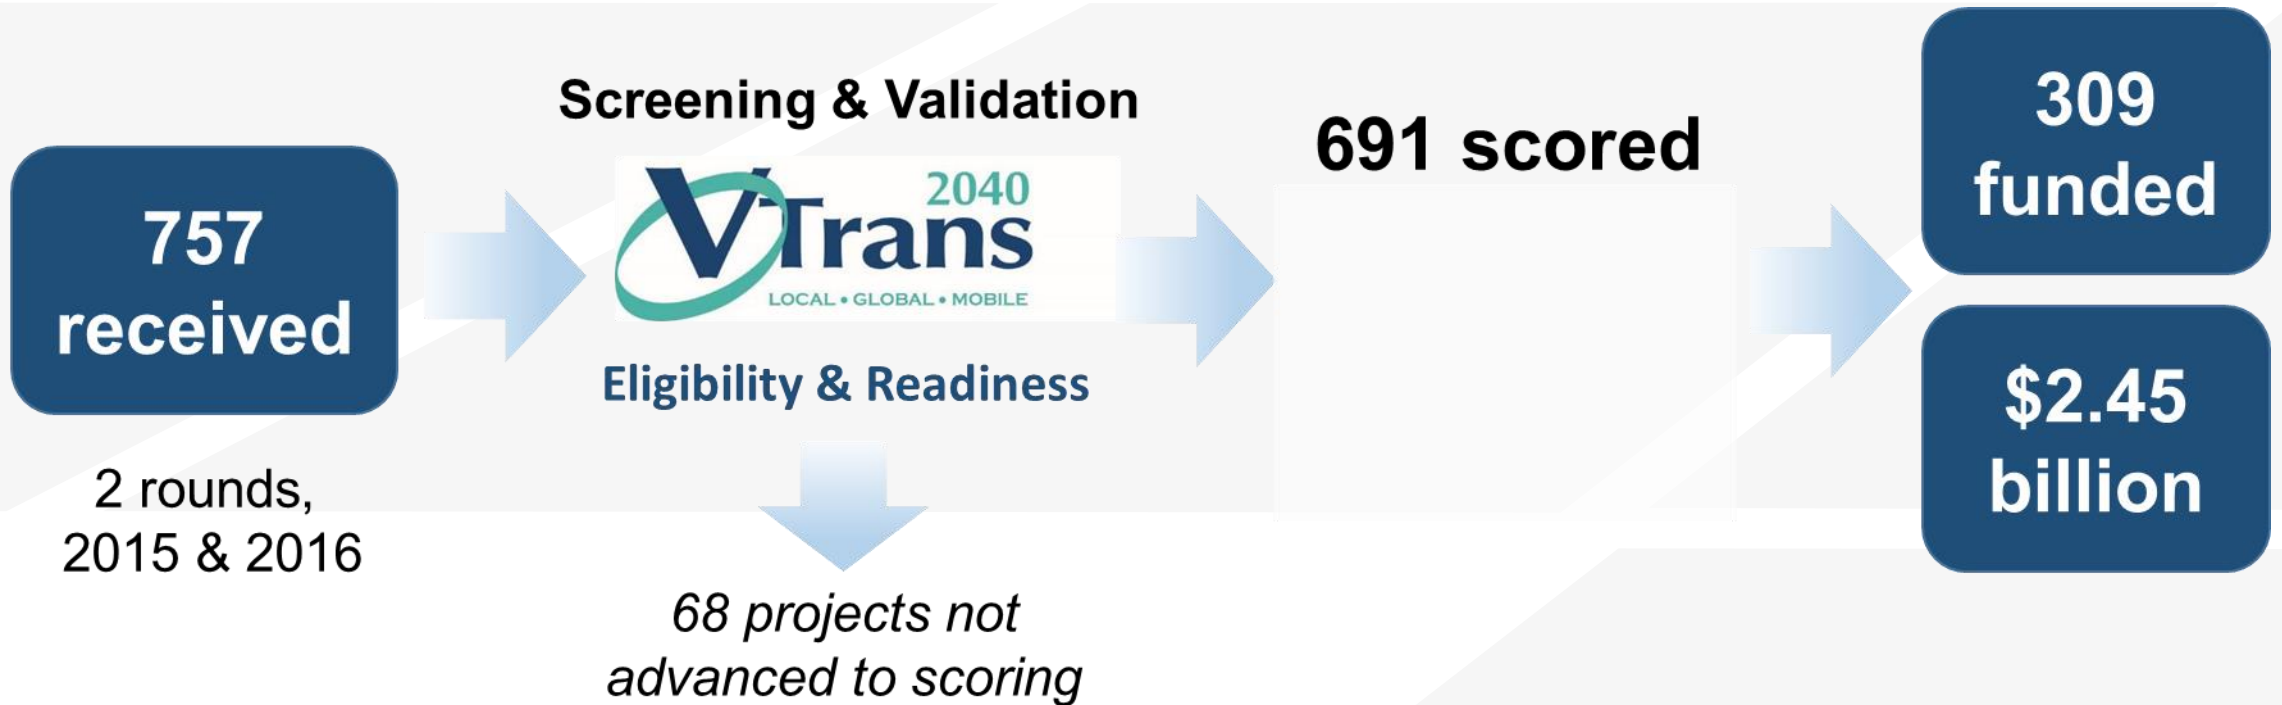 757
received
2 rounds,
2015 & 2016
Screening & Validation
2040
VTrans
LOCAL • GLOBAL • MOBILE
Eligibility & Readiness
68 projects not
advanced to scoring
691 scored
309
funded
$2.45
billion